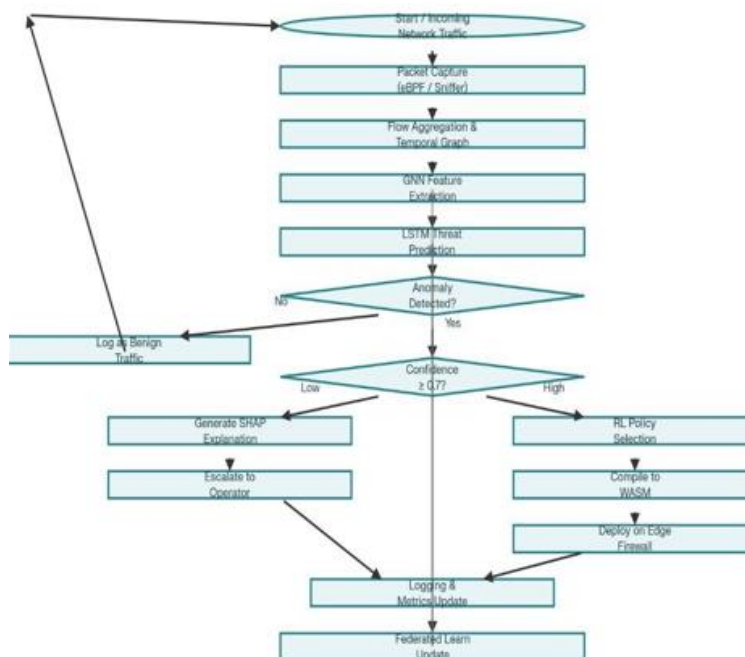 Start / Incoming
Network Traffic
Packet Capture
(eBPF / Sniffer)
Flow Aggregation &
Temporal Graph
GNN Feature
Extraction
LSTM Threat
Prediction
Anomaly
Detected?
No
Yes
Log as Benign
Traffic
Confidence
≥ 0.7?
Low
High
Generate SHAP
Explanation
RL Policy
Selection
Escalate to
Operator
Compile to
WASM
Deploy on Edge
Firewall
Logging &
Metrics Update
Federated Learn
Update